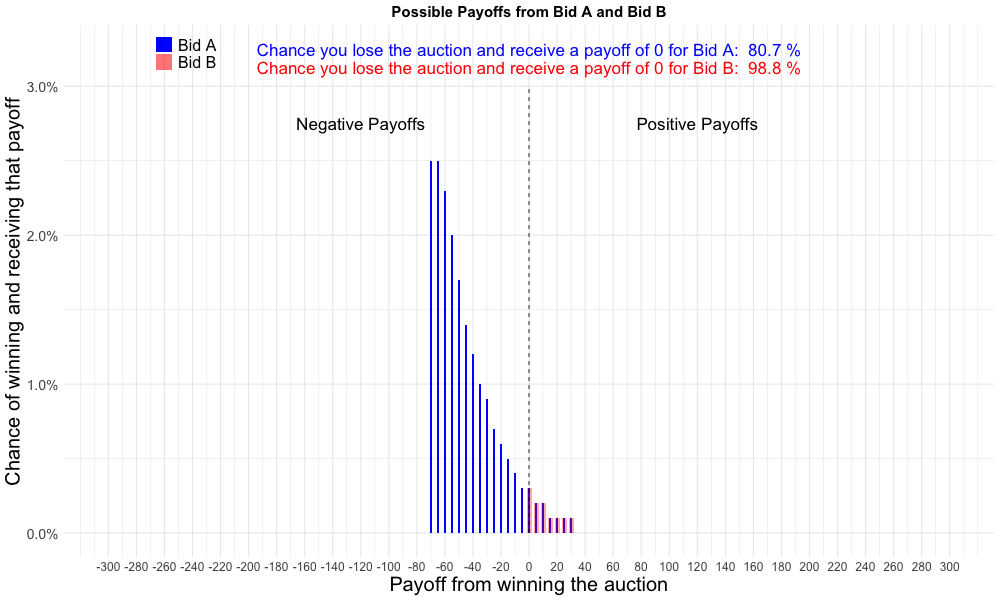 Possible Payoffs from Bid A and Bid B
Bid A
Bid B
Chance you lose the auction and receive a payoff of 0 for Bid A:  80.7 %
Chance you lose the auction and receive a payoff of 0 for Bid B:  98.8 %
Negative Payoffs
Positive Payoffs
Chance of winning and receiving that payoff
3.0%
2.0%
1.0%
0.0%
-300 -280 -260 -240 -220 -200 -180 -160 -140 -120 -100 -80 -60 -40 -20 0 20 40 60 80 100 120 140 160 180 200 220 240 260 280 300
Payoff from winning the auction